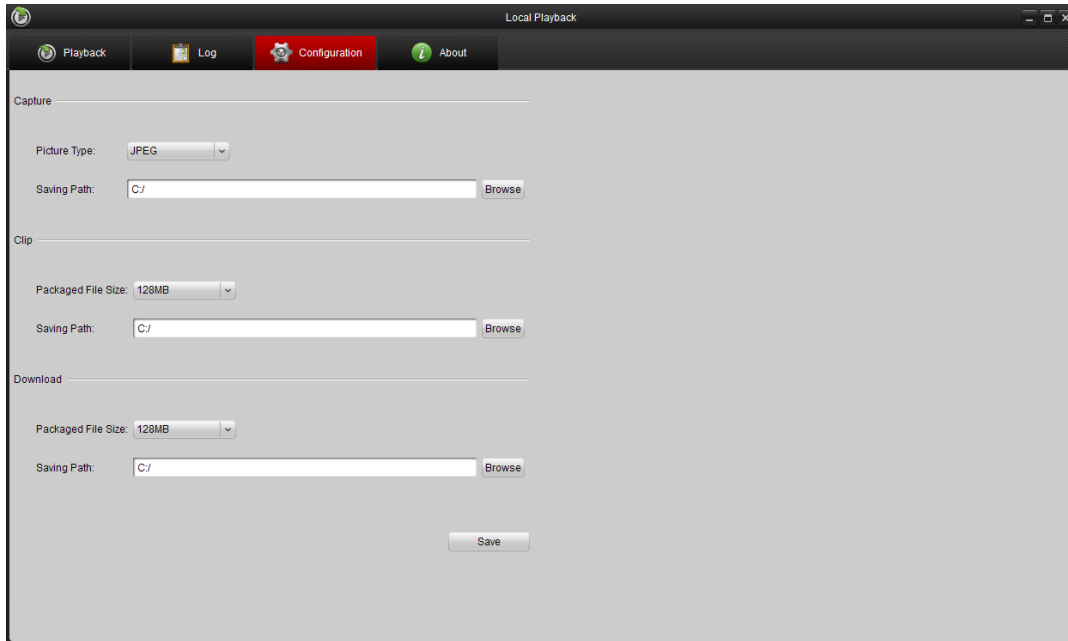 Local Playback
Playback Log Configuration About
Capture
Picture Type: JPEG
Saving Path: C:/ Browse
Clip
Packaged File Size: 128MB
Saving Path: C:/ Browse
Download
Packaged File Size: 128MB
Saving Path: C:/ Browse
Save